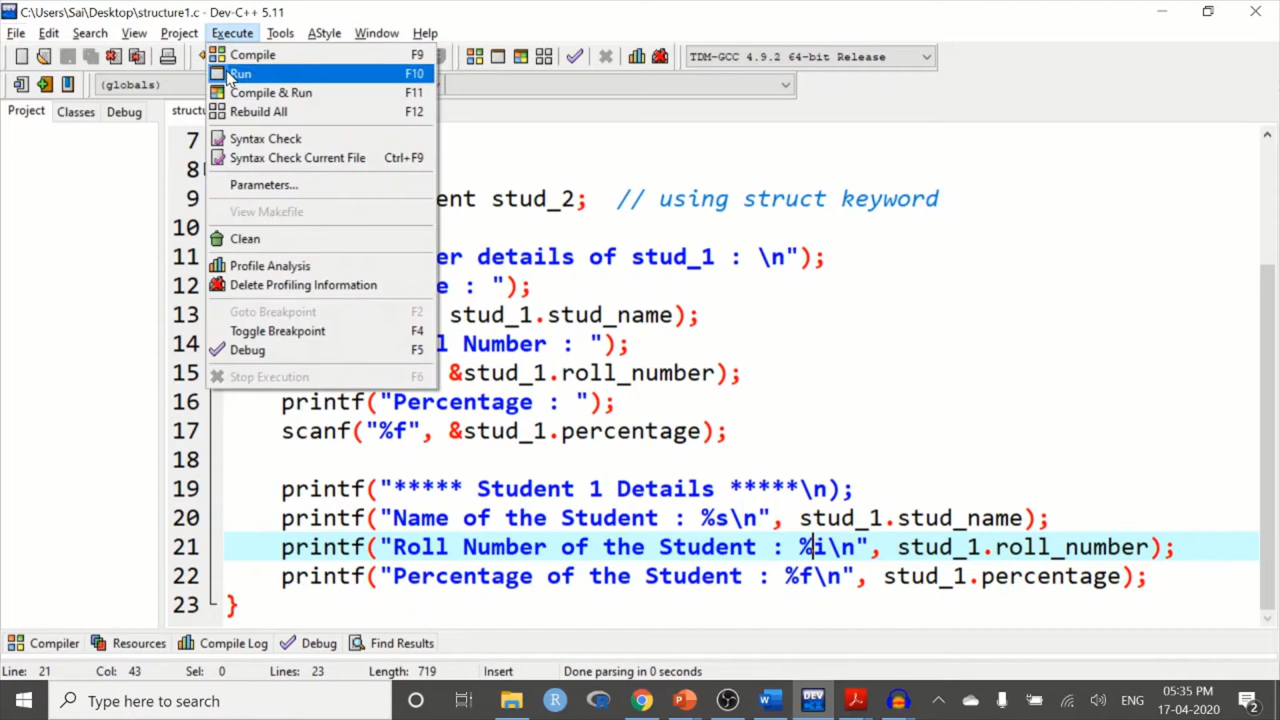 C:\Users\Sai\Desktop\structure1.c - Dev-C++ 5.11
File Edit Search View Project Execute Tools AStyle Window Help
TDM-GCC 4.9.2 64-bit Release
(globals)
Project Classes Debug
Compile F9
Run F10
Compile & Run F11
Rebuild All F12
Syntax Check
Syntax Check Current File Ctrl+F9
Parameters...
View Makefile
Clean
Profile Analysis
Delete Profiling Information
Goto Breakpoint F2
Toggle Breakpoint F4
Debug F5
Stop Execution F6
7
8
9 ent stud_2; // using struct keyword
10
11 er details of stud_1 : \n");
12 e : ");
13 stud_1.stud_name);
14 l Number : ");
15 &stud_1.roll_number);
16 printf("Percentage : ");
17 scanf("%f", &stud_1.percentage);
18
19 printf("***** Student 1 Details *****\n);
20 printf("Name of the Student : %s\n", stud_1.stud_name);
21 printf("Roll Number of the Student : %i\n", stud_1.roll_number);
22 printf("Percentage of the Student : %f\n", stud_1.percentage);
23 }
Compiler Resources Compile Log Debug Find Results
Line: 21 Col: 43 Sel: 0 Lines: 23 Length: 719 Insert Done parsing in 0 seconds
Type here to search
ENG
05:35 PM
17-04-2020
2